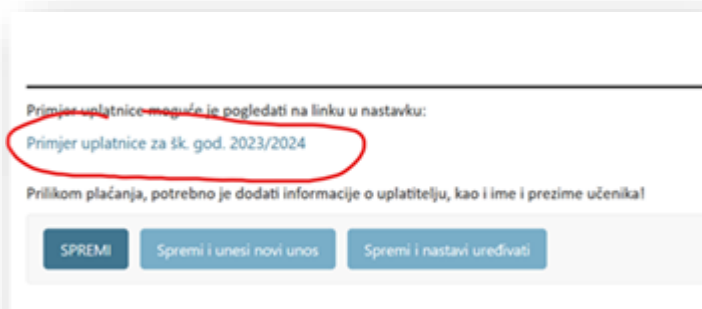 Primjer uplatnice moguće je pogledati na linku u nastavku:
Primjer uplatnice za šk. god. 2023/2024
Prilikom plaćanja, potrebno je dodati informacije o uplatitelju, kao i ime i prezime učenika!
SPREMI Spremi i unesi novi unos Spremi i nastavi uređivati